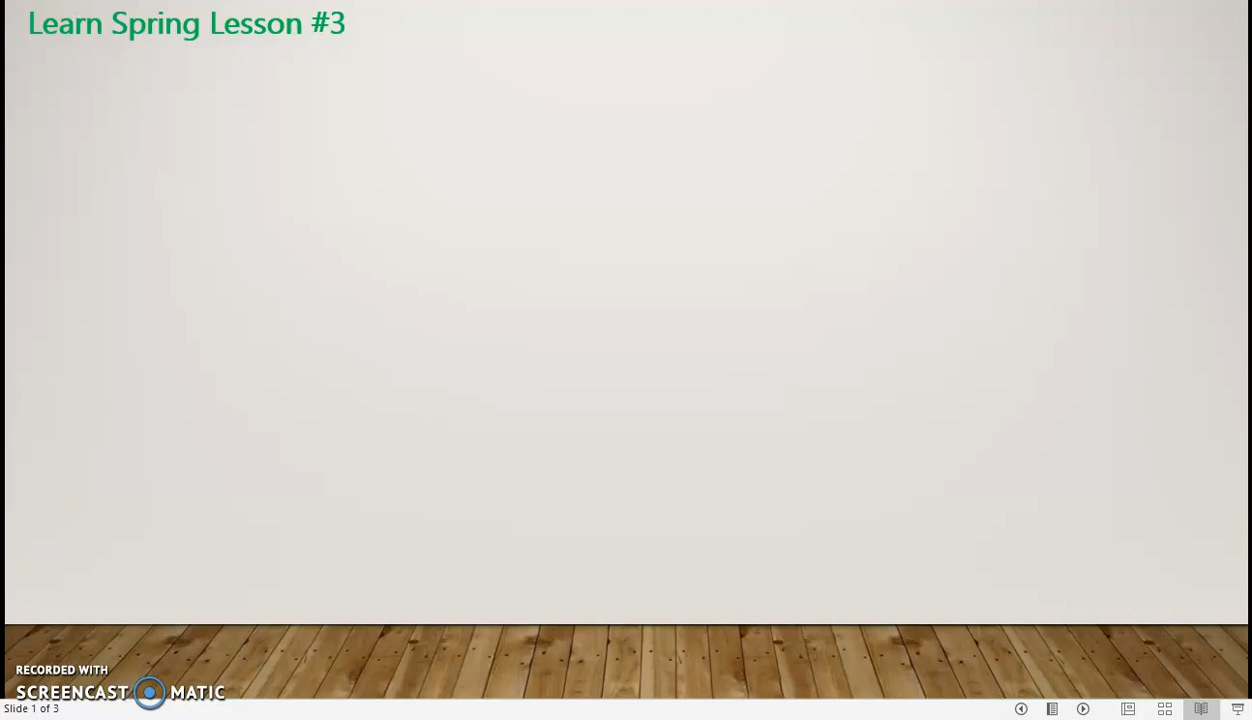 Learn Spring Lesson #3
RECORDED WITH
SCREENCAST MATIC
Slide 1 of 3